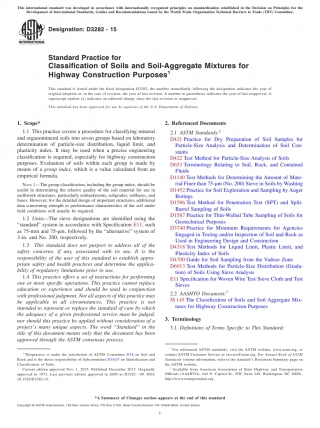 This international standard was developed in accordance with internationally recognized principles on standardization established in the Decision on Principles for the
Development of International Standards, Guides and Recommendations issued by the World Trade Organization Technical Barriers to Trade (TBT) Committee.
Designation: D3282 − 15
Standard Practice for
Classification of Soils and Soil-Aggregate Mixtures for
Highway Construction Purposes1
This standard is issued under the fixed designation D3282; the number immediately following the designation indicates the year of
original adoption or, in the case of revision, the year of last revision. A number in parentheses indicates the year of last reapproval. A
superscript epsilon (ε) indicates an editorial change since the last revision or reapproval.
This standard has been approved for use by agencies of the U.S. Department of Defense.
1. Scope*
1.1 This practice covers a procedure for classifying mineral
and organomineral soils into seven groups based on laboratory
determination of particle-size distribution, liquid limit, and
plasticity index. It may be used when a precise engineering
classification is required, especially for highway construction
purposes. Evaluation of soils within each group is made by
means of a group index, which is a value calculated from an
empirical formula.
NOTE 1—The group classification, including the group index, should be
useful in determining the relative quality of the soil material for use in
earthwork structures, particularly embankments, subgrades, subbases, and
bases. However, for the detailed design of important structures, additional
data concerning strength or performance characteristics of the soil under
field conditions will usually be required.
1.2 Units—The sieve designations are identified using the
"standard" system in accordance with Specification E11, such
as 75-mm and 75-µm, followed by the "alternative" system of
3-in. and No. 200, respectively.
1.3 This standard does not purport to address all of the
safety concerns, if any, associated with its use. It is the
responsibility of the user of this standard to establish appro-
priate safety and health practices and determine the applica-
bility of regulatory limitations prior to use.
1.4 This practice offers a set of instructions for performing
one or more specific operations. This practice cannot replace
education or experience and should be used in conjunction
with professional judgment. Not all aspects of this practice may
be applicable in all circumstances. This practice is not
intended to represent or replace the standard of care by which
the adequacy of a given professional service must be judged,
nor should this practice be applied without consideration of a
project's many unique aspects. The word "Standard" in the
title of this document means only that the document has been
approved through the ASTM consensus process.
1 This practice is under the jurisdiction of ASTM Committee D18 on Soil and
Rock and is the direct responsibility of Subcommittee D18.07 on Identification and
Classification of Soils.
Current edition approved Nov. 1, 2015. Published December 2015. Originally
approved in 1973. Last previous edition approved in 2009 as D3282 – 09. DOI:
10.1520/D3282-15.
2. Referenced Documents
2.1 ASTM Standards:2
D421 Practice for Dry Preparation of Soil Samples for
Particle-Size Analysis and Determination of Soil Con-
stants
D422 Test Method for Particle-Size Analysis of Soils
D653 Terminology Relating to Soil, Rock, and Contained
Fluids
D1140 Test Methods for Determining the Amount of Mate-
rial Finer than 75-µm (No. 200) Sieve in Soils by Washing
D1452 Practice for Soil Exploration and Sampling by Auger
Borings
D1586 Test Method for Penetration Test (SPT) and Split-
Barrel Sampling of Soils
D1587 Practice for Thin-Walled Tube Sampling of Soils for
Geotechnical Purposes
D3740 Practice for Minimum Requirements for Agencies
Engaged in Testing and/or Inspection of Soil and Rock as
Used in Engineering Design and Construction
D4318 Test Methods for Liquid Limit, Plastic Limit, and
Plasticity Index of Soils
D4700 Guide for Soil Sampling from the Vadose Zone
D6913 Test Methods for Particle-Size Distribution (Grada-
tion) of Soils Using Sieve Analysis
E11 Specification for Woven Wire Test Sieve Cloth and Test
Sieves
2.2 AASHTO Document:3
M 145 The Classification of Soils and Soil Aggregate Mix-
tures for Highway Construction Purposes
3. Terminology
3.1 Definitions of Terms Specific to This Standard:
2 For referenced ASTM standards, visit the ASTM website, www.astm.org, or
contact ASTM Customer Service at service@astm.org. For Annual Book of ASTM
Standards volume information, refer to the standard's Document Summary page on
the ASTM website.
3 Available from American Association of State Highway and Transportation
Officials (AASHTO), 444 N. Capitol St., NW, Suite 249, Washington, DC 20001,
http://www.transportation.org.
*A Summary of Changes section appears at the end of this standard
Copyright © ASTM International, 100 Barr Harbor Drive, PO Box C700, West Conshohocken, PA 19428-2959. United States
1